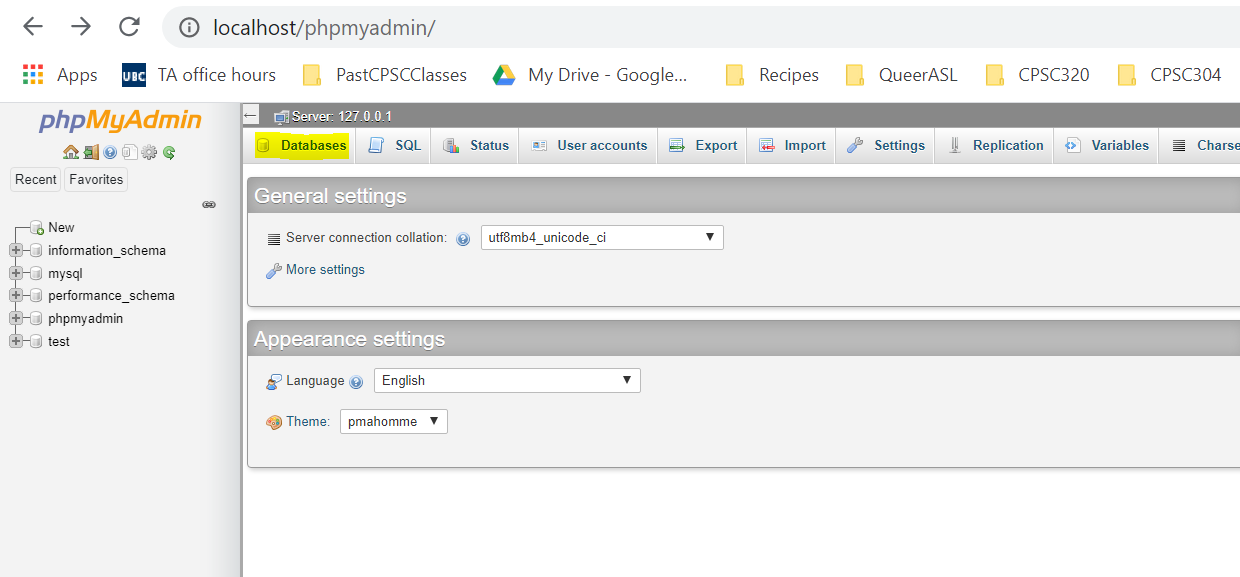 localhost/phpmyadmin/
Apps UBC TA office hours PastCPSCClasses My Drive - Google... Recipes QueerASL CPSC320 CPSC304
phpMyAdmin
Recent Favorites
New
information_schema
mysql
performance_schema
phpmyadmin
test
Server: 127.0.0.1
Databases SQL Status User accounts Export Import Settings Replication Variables Charse
General settings
Server connection collation: utf8mb4_unicode_ci
More settings
Appearance settings
Language English
Theme: pmahomme